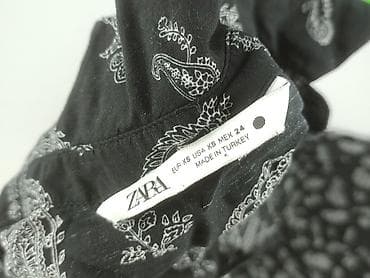 ZARA
EUR XS USA XS MEX 24
MADE IN TURKEY